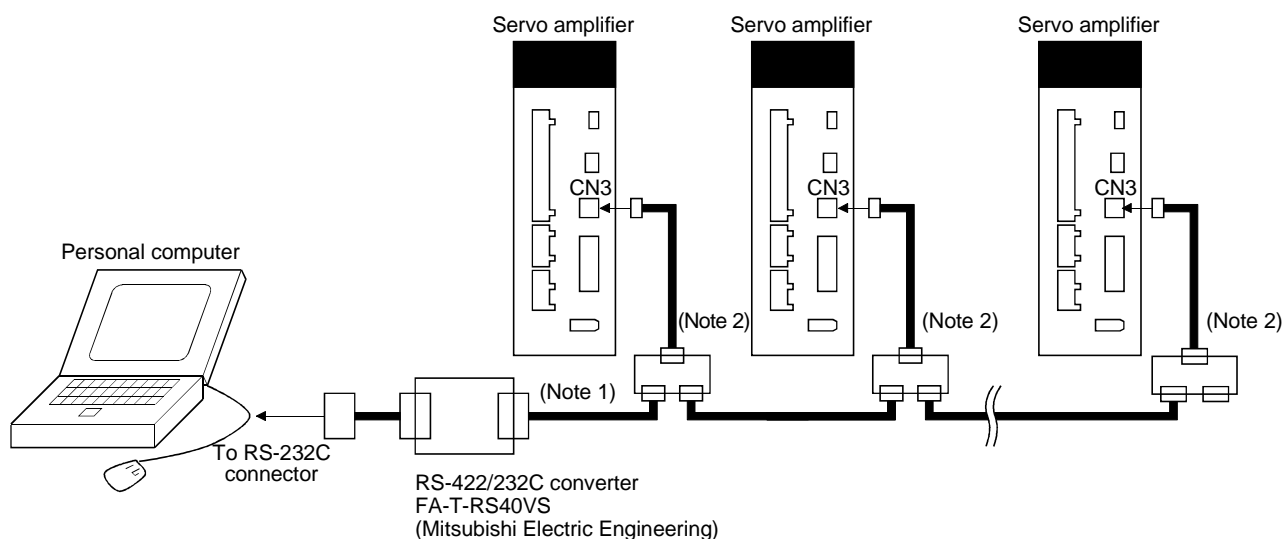 Servo amplifier
Servo amplifier
Servo amplifier
CN3
CN3
CN3
Personal computer
(Note 2)
(Note 2)
(Note 2)
(Note 1)
To RS-232C
connector
RS-422/232C converter
FA-T-RS40VS
(Mitsubishi Electric Engineering)